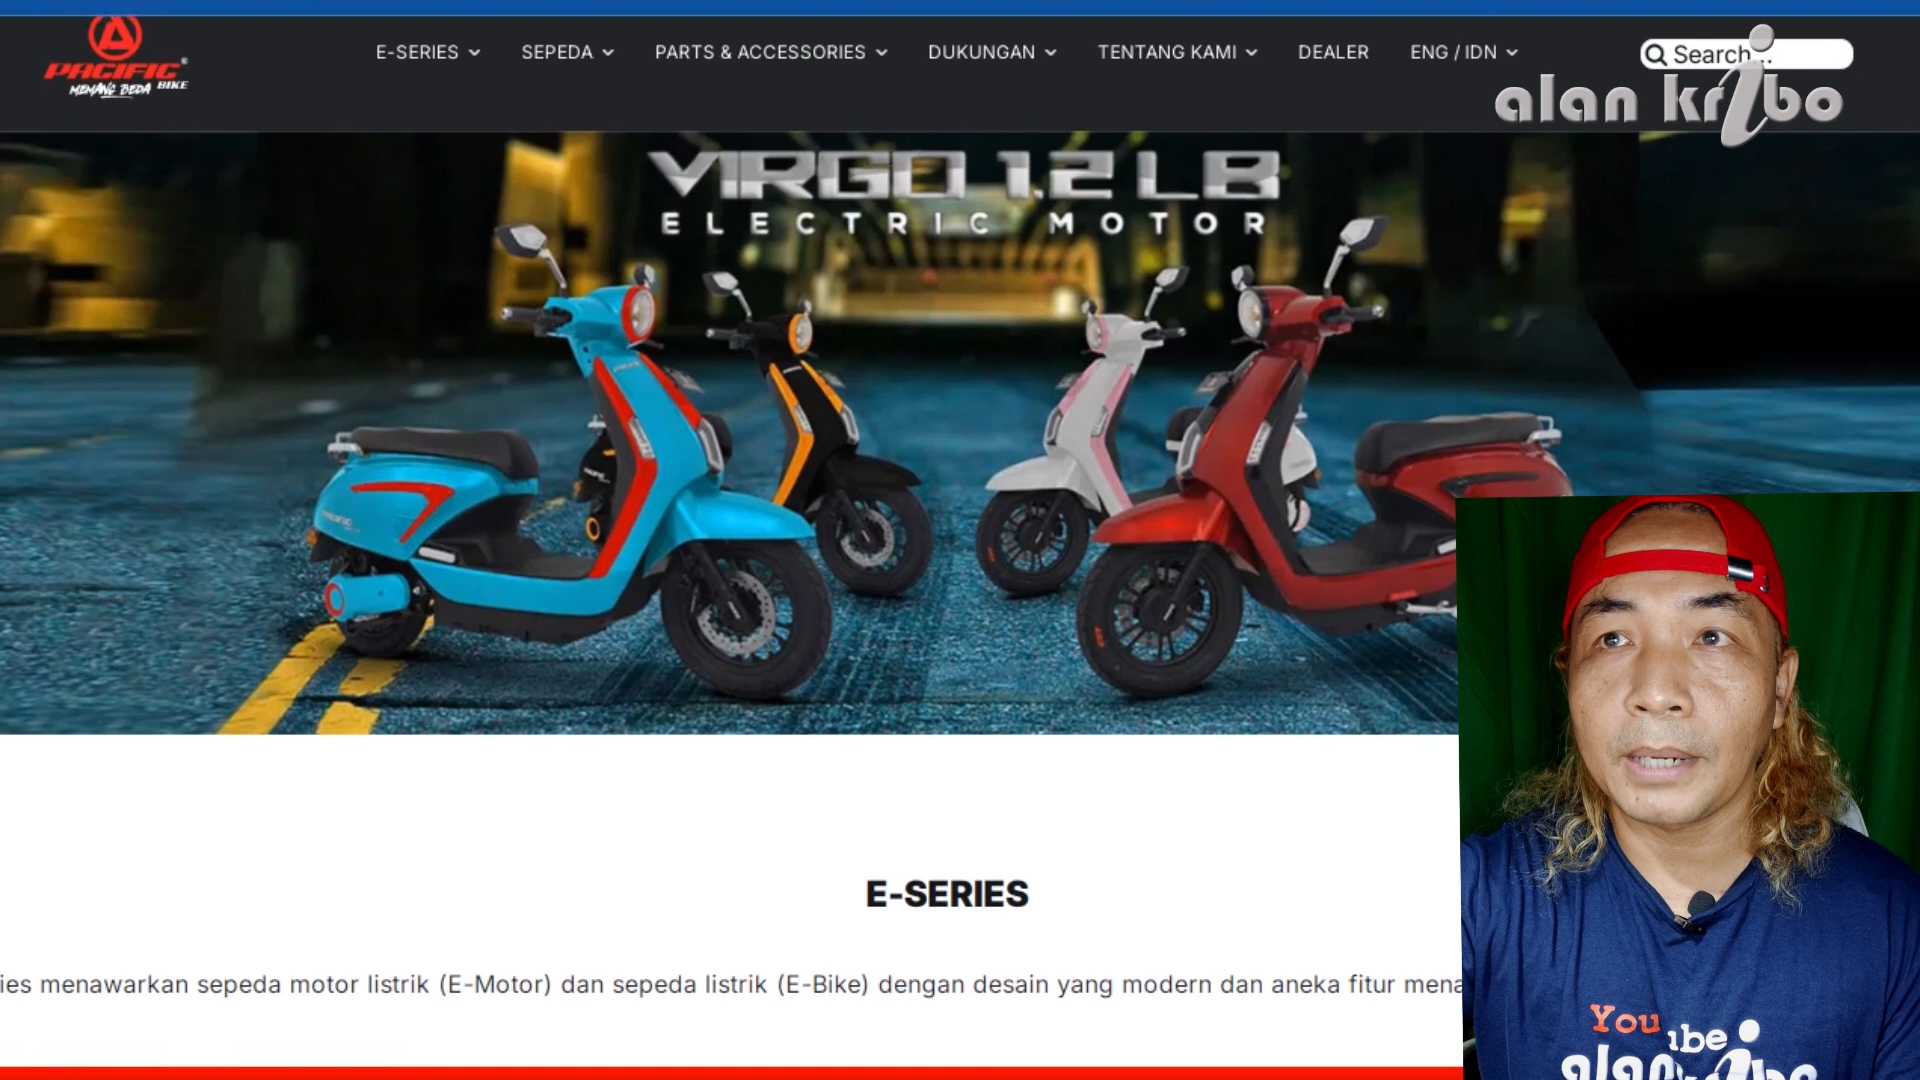 PACIFIC
MEMANG BEDA BIKE
E-SERIES
SEPEDA
PARTS & ACCESSORIES
DUKUNGAN
TENTANG KAMI
DEALER
ENG / IDN
Search
alan kribo
VIRGO 1.2 LB
ELECTRIC MOTOR
E-SERIES
ies menawarkan sepeda motor listrik (E-Motor) dan sepeda listrik (E-Bike) dengan desain yang modern dan aneka fitur mena
You
alan